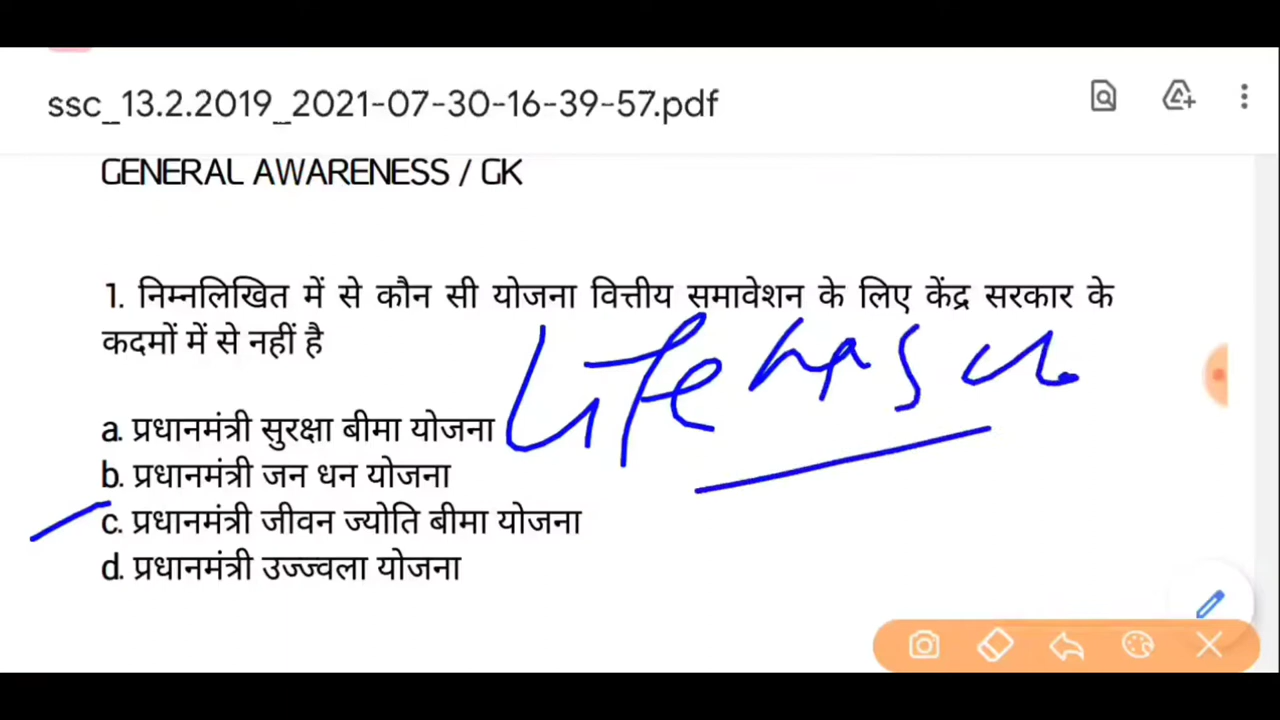 ssc_13.2.2019_2021-07-30-16-39-57.pdf
GENERAL AWARENESS / GK
1. निम्नलिखित में से कौन सी योजना वित्तीय समावेशन के लिए केंद्र सरकार के
कदमों में से नहीं है
Life
a. प्रधानमंत्री सुरक्षा बीमा योजना
b. प्रधानमंत्री जन धन योजना
c. प्रधानमंत्री जीवन ज्योति बीमा योजना
d. प्रधानमंत्री उज्ज्वला योजना